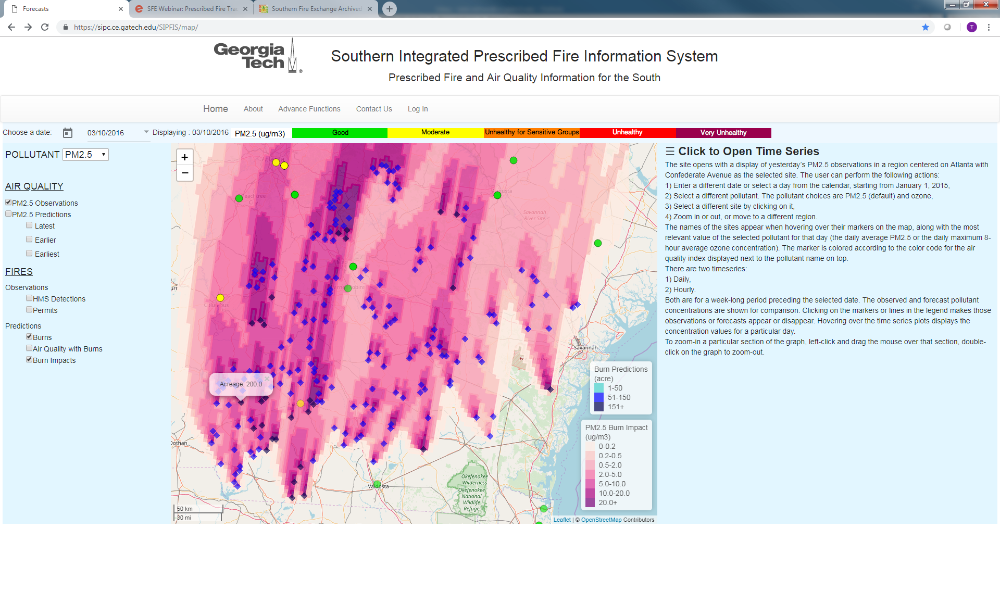 Forecasts
SFE Webinar: Prescribed Fire Trac
Southern Fire Exchange Archived
https://sipc.ce.gatech.edu/SIPFIS/map/
T
Georgia
Tech
®
Southern Integrated Prescribed Fire Information System
Prescribed Fire and Air Quality Information for the South
Home
About
Advance Functions
Contact Us
Log In
Choose a date:
03/10/2016
Displaying : 03/10/2016
PM2.5 (ug/m3)
Good
Moderate
Unhealthy for Sensitive Groups
Unhealthy
Very Unhealthy
POLLUTANT PM2.5
AIR QUALITY
PM2.5 Observations
PM2.5 Predictions
Latest
Earlier
Earliest
FIRES
Observations
HMS Detections
Permits
Predictions
Burns
Air Quality with Burns
Burn Impacts
+
−
Peachtree
City
Savannah
River Site
Savannah
Acreage: 200.0
Dothan
Valdosta
Okefenokee
Wilderness
Okefenokee
National
Wildlife
Refuge
50 km
30 mi
Burn Predictions
(acre)
1-50
51-150
151+
PM2.5 Burn Impact
(ug/m3)
0-0.2
0.2-0.5
0.5-2.0
2.0-5.0
5.0-10.0
10.0-20.0
20.0+
Leaflet | © OpenStreetMap Contributors
☰ Click to Open Time Series
The site opens with a display of yesterday's PM2.5 observations in a region centered on Atlanta with
Confederate Avenue as the selected site. The user can perform the following actions:
1) Enter a different date or select a day from the calendar, starting from January 1, 2015,
2) Select a different pollutant. The pollutant choices are PM2.5 (default) and ozone,
3) Select a different site by clicking on it,
4) Zoom in or out, or move to a different region.
The names of the sites appear when hovering over their markers on the map, along with the most
relevant value of the selected pollutant for that day (the daily average PM2.5 or the daily maximum 8-
hour average ozone concentration). The marker is colored according to the color code for the air
quality index displayed next to the pollutant name on top.
There are two timeseries:
1) Daily,
2) Hourly.
Both are for a week-long period preceding the selected date. The observed and forecast pollutant
concentrations are shown for comparison. Clicking on the markers or lines in the legend makes those
observations or forecasts appear or disappear. Hovering over the time series plots displays the
concentration values for a particular day.
To zoom-in a particular section of the graph, left-click and drag the mouse over that section, double-
click on the graph to zoom-out.